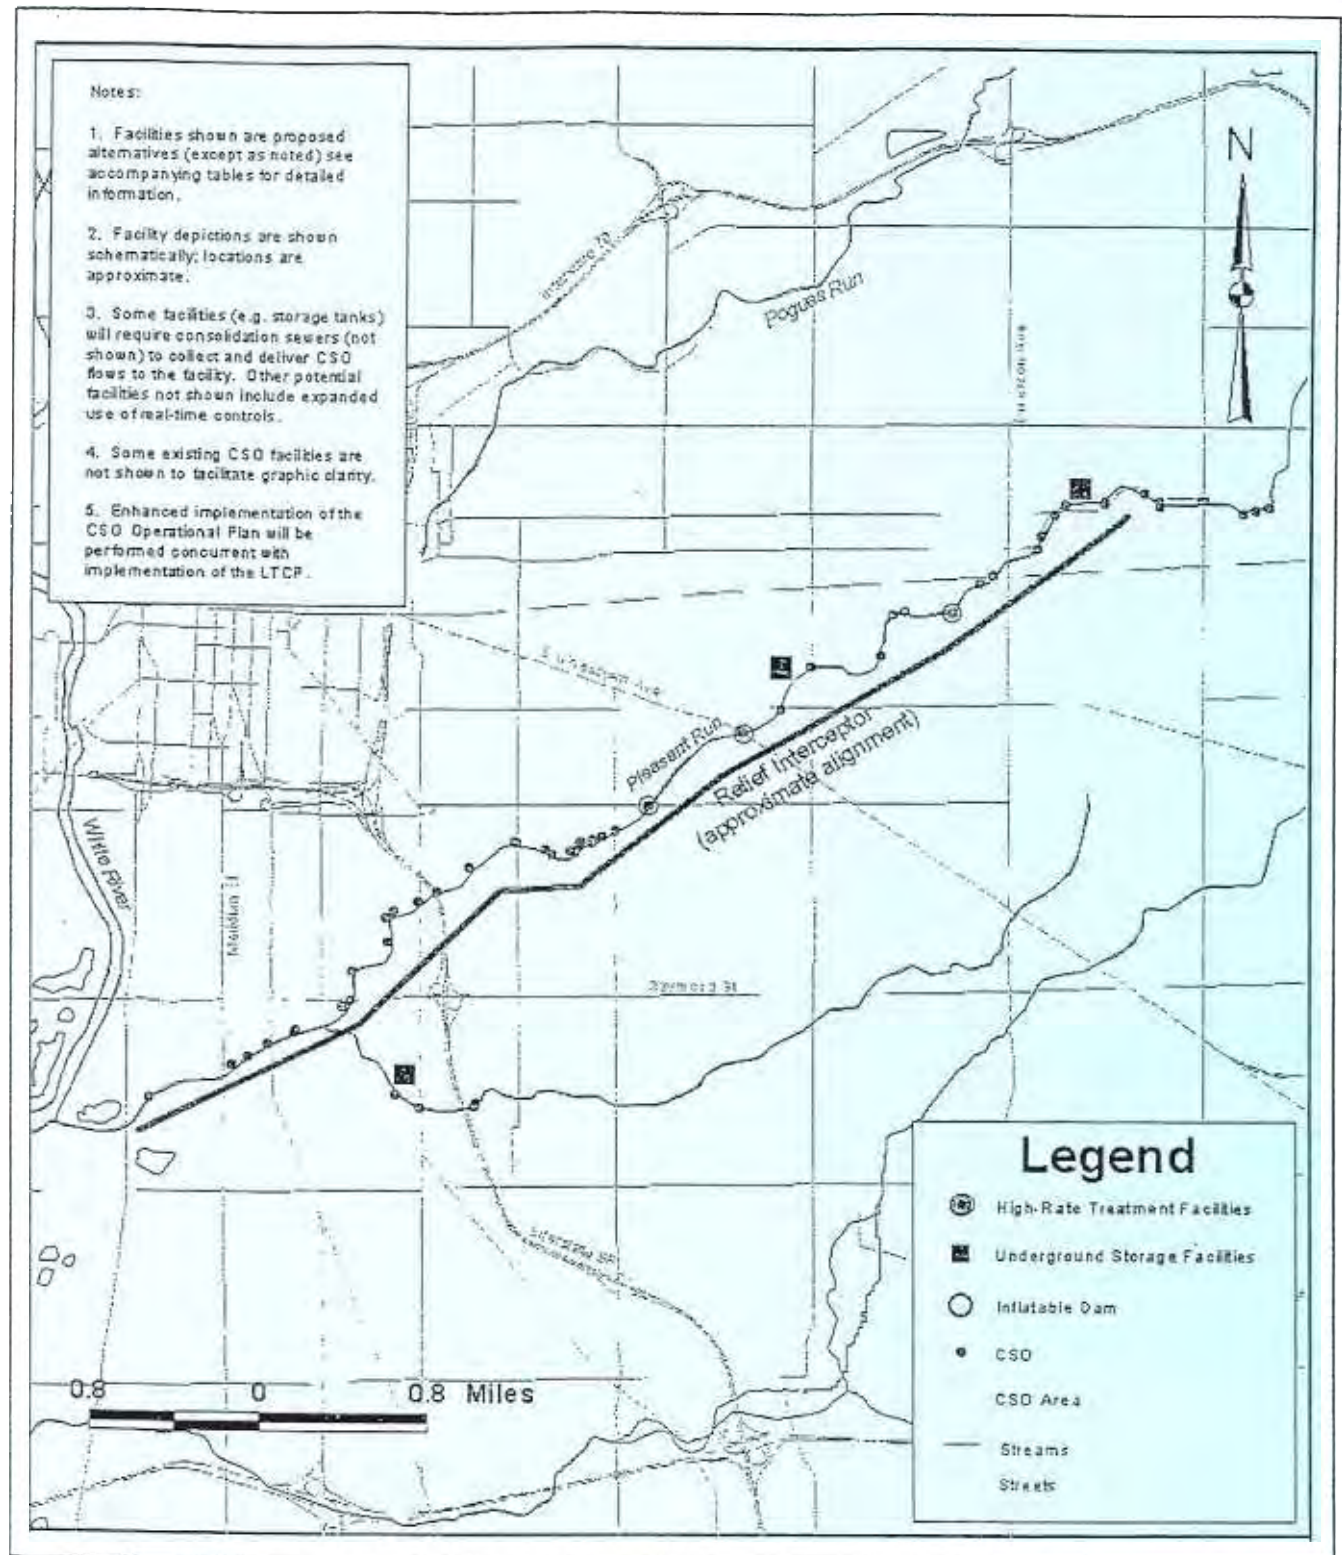 Notes:
1. Facilities shown are proposed
alternatives (except as noted) see
accompanying tables for detailed
information.
2. Facility depictions are shown
schematically; locations are
approximate.
3. Some facilities (e.g. storage tanks)
will require consolidation sewers (not
shown) to collect and deliver CSO
flows to the facility. Other potential
facilities not shown include expanded
use of real-time controls.
4. Some existing CSO facilities are
not shown to facilitate graphic clarity.
5. Enhanced implementation of the
CSO Operational Plan will be
performed concurrent with
implementation of the LTCP.
N
Interstate 70
Pogues Run
Pleasant Run
Relief Interceptor
(approximate alignment)
White River
Raymond St
Interstate 65
0.8 0 0.8 Miles
Legend
High-Rate Treatment Facilities
Underground Storage Facilities
Inflatable Dam
CSO
CSO Area
Streams
Streets